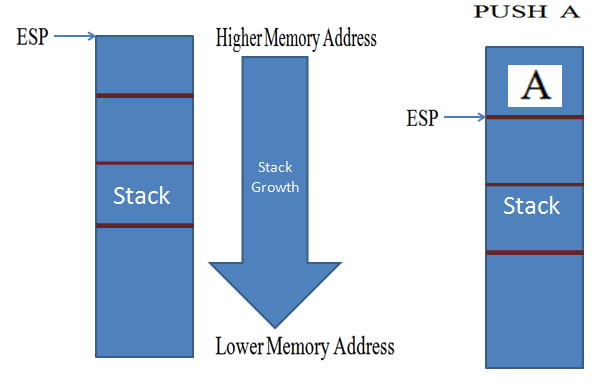 PUSH A
ESP
Higher Memory Address
A
ESP
Stack
Growth
Stack
Stack
Lower Memory Address